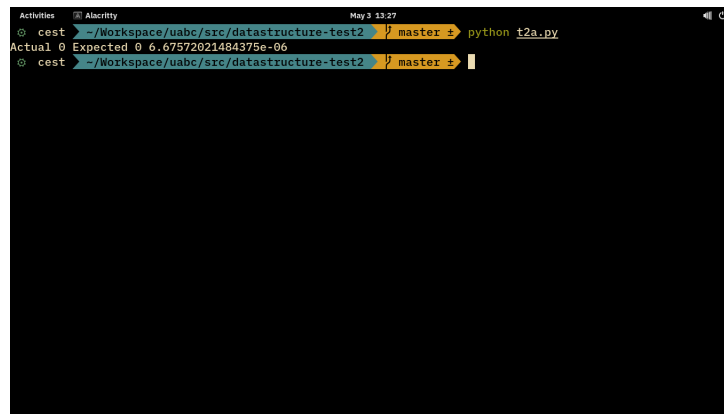 Activities Alacritty May 3 13:27
cest ~/Workspace/uabc/src/datastructure-test2 master ± python t2a.py
Actual 0 Expected 0 6.67572021484375e-06
cest ~/Workspace/uabc/src/datastructure-test2 master ±